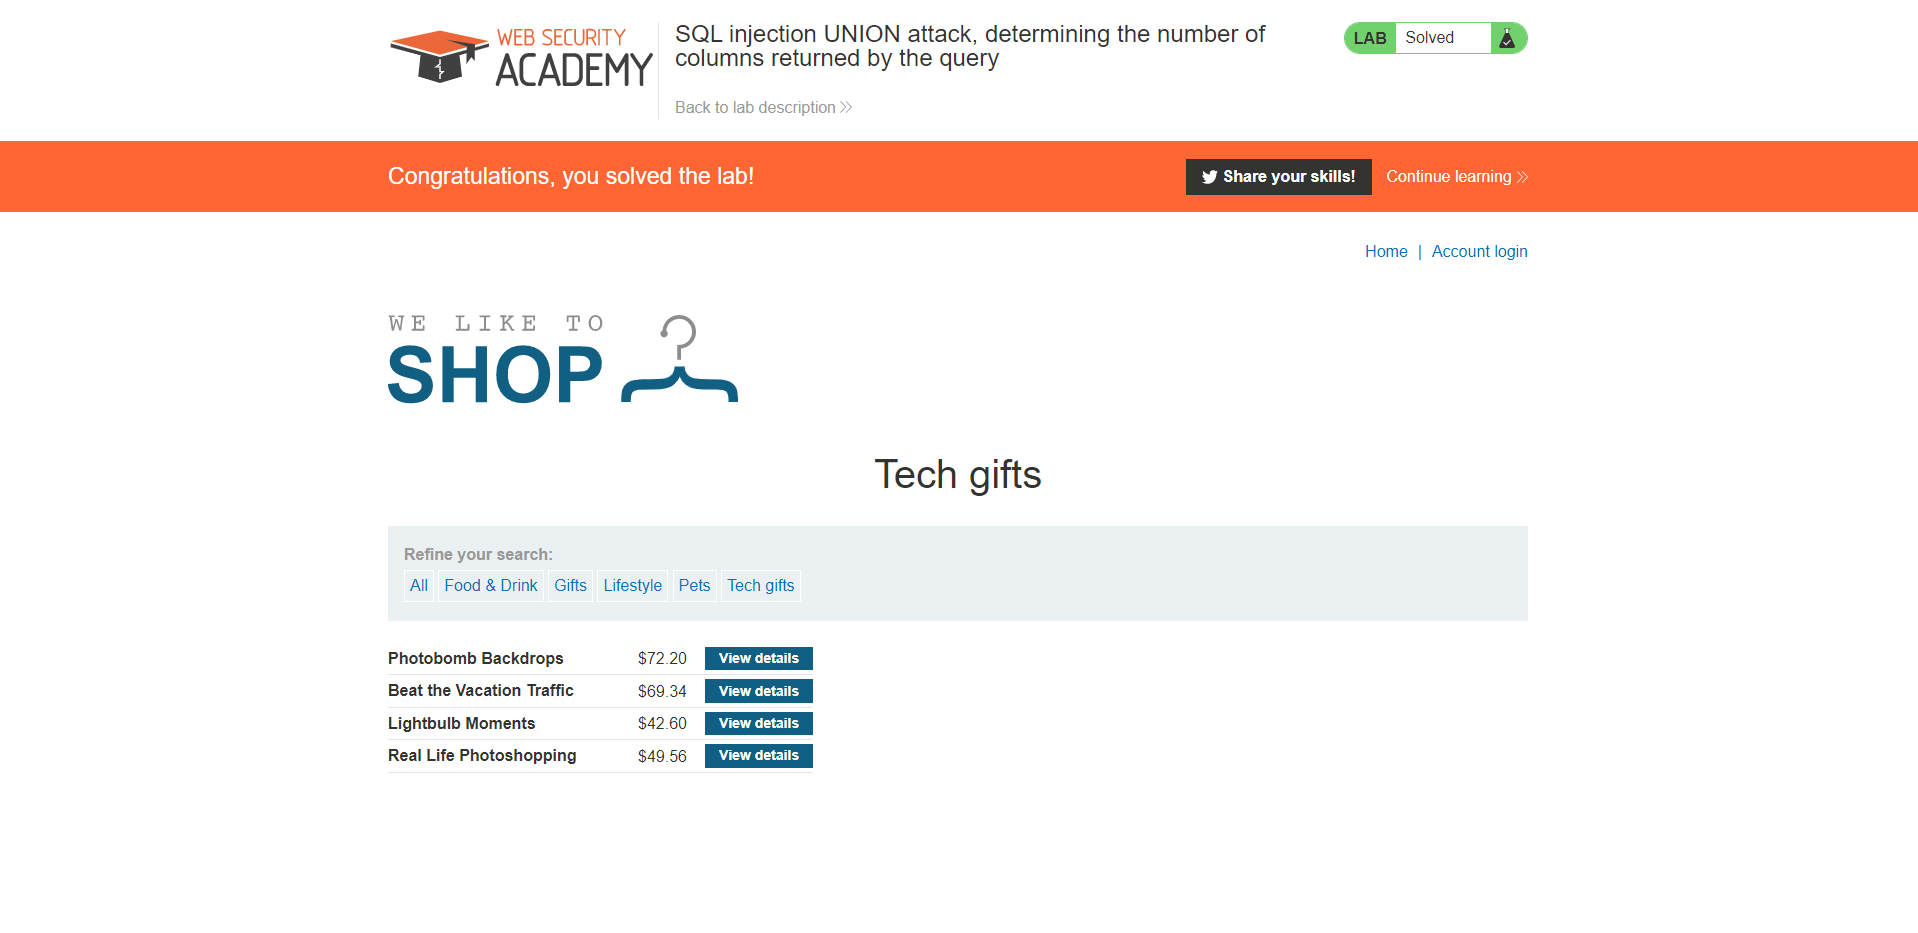 WEB SECURITY
ACADEMY
SQL injection UNION attack, determining the number of
columns returned by the query
Back to lab description
LAB Solved
Congratulations, you solved the lab!
Share your skills! Continue learning
Home | Account login
WE LIKE TO
SHOP
Tech gifts
Refine your search:
All Food & Drink Gifts Lifestyle Pets Tech gifts
Photobomb Backdrops $72.20 View details
Beat the Vacation Traffic $69.34 View details
Lightbulb Moments $42.60 View details
Real Life Photoshopping $49.56 View details